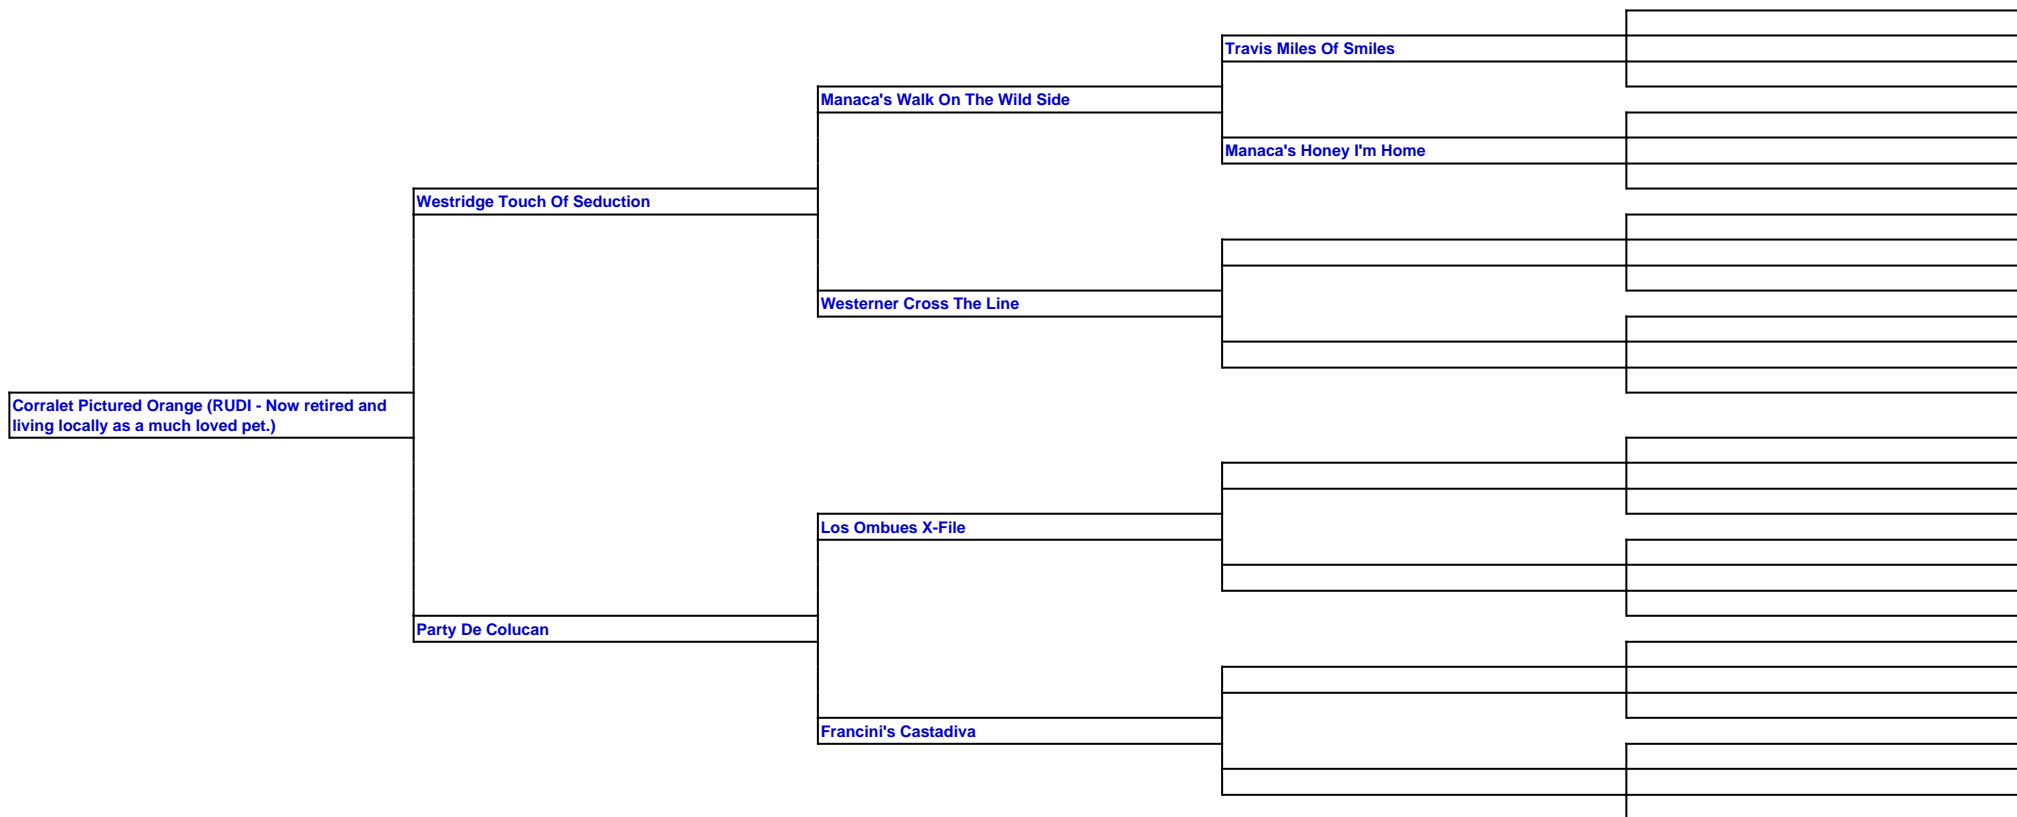 Travis Miles Of Smiles
Manaca's Walk On The Wild Side
Manaca's Honey I'm Home
Westridge Touch Of Seduction
Westerner Cross The Line
Corralet Pictured Orange (RUDI - Now retired and
living locally as a much loved pet.)
Los Ombues X-File
Party De Colucan
Francini's Castadiva